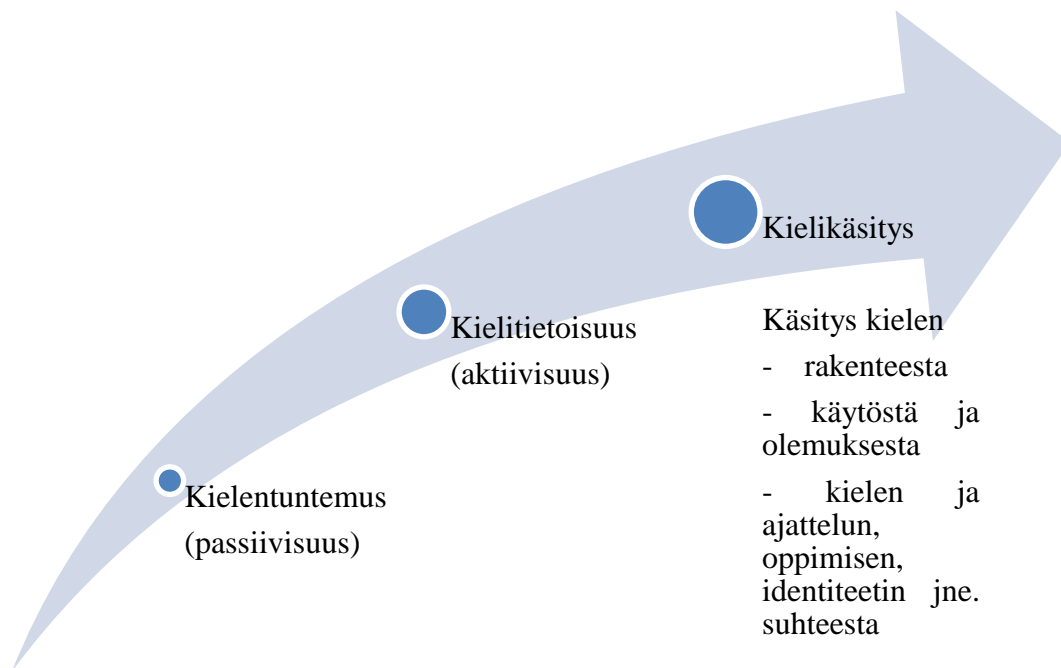 Kielikäsitys
Käsitys kielen
- rakenteesta
- käytöstä ja
olemuksesta
- kielen ja
ajattelun,
oppimisen,
identiteetin jne.
suhteesta
Kielitietoisuus
(aktiivisuus)
Kielentuntemus
(passiivisuus)